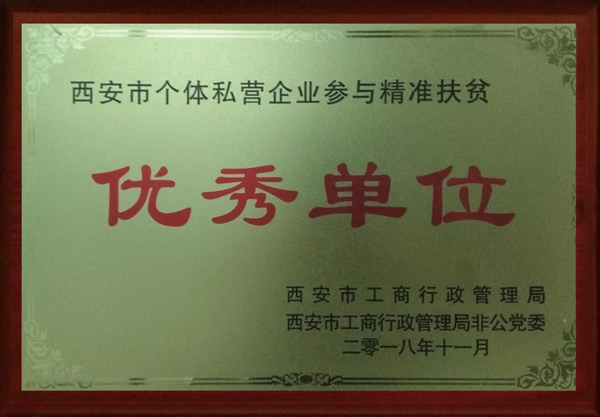 西安市个体私营企业参与精准扶贫
优秀单位
西安市工商行政管理局
西安市工商行政管理局非公党委
二零一八年十一月